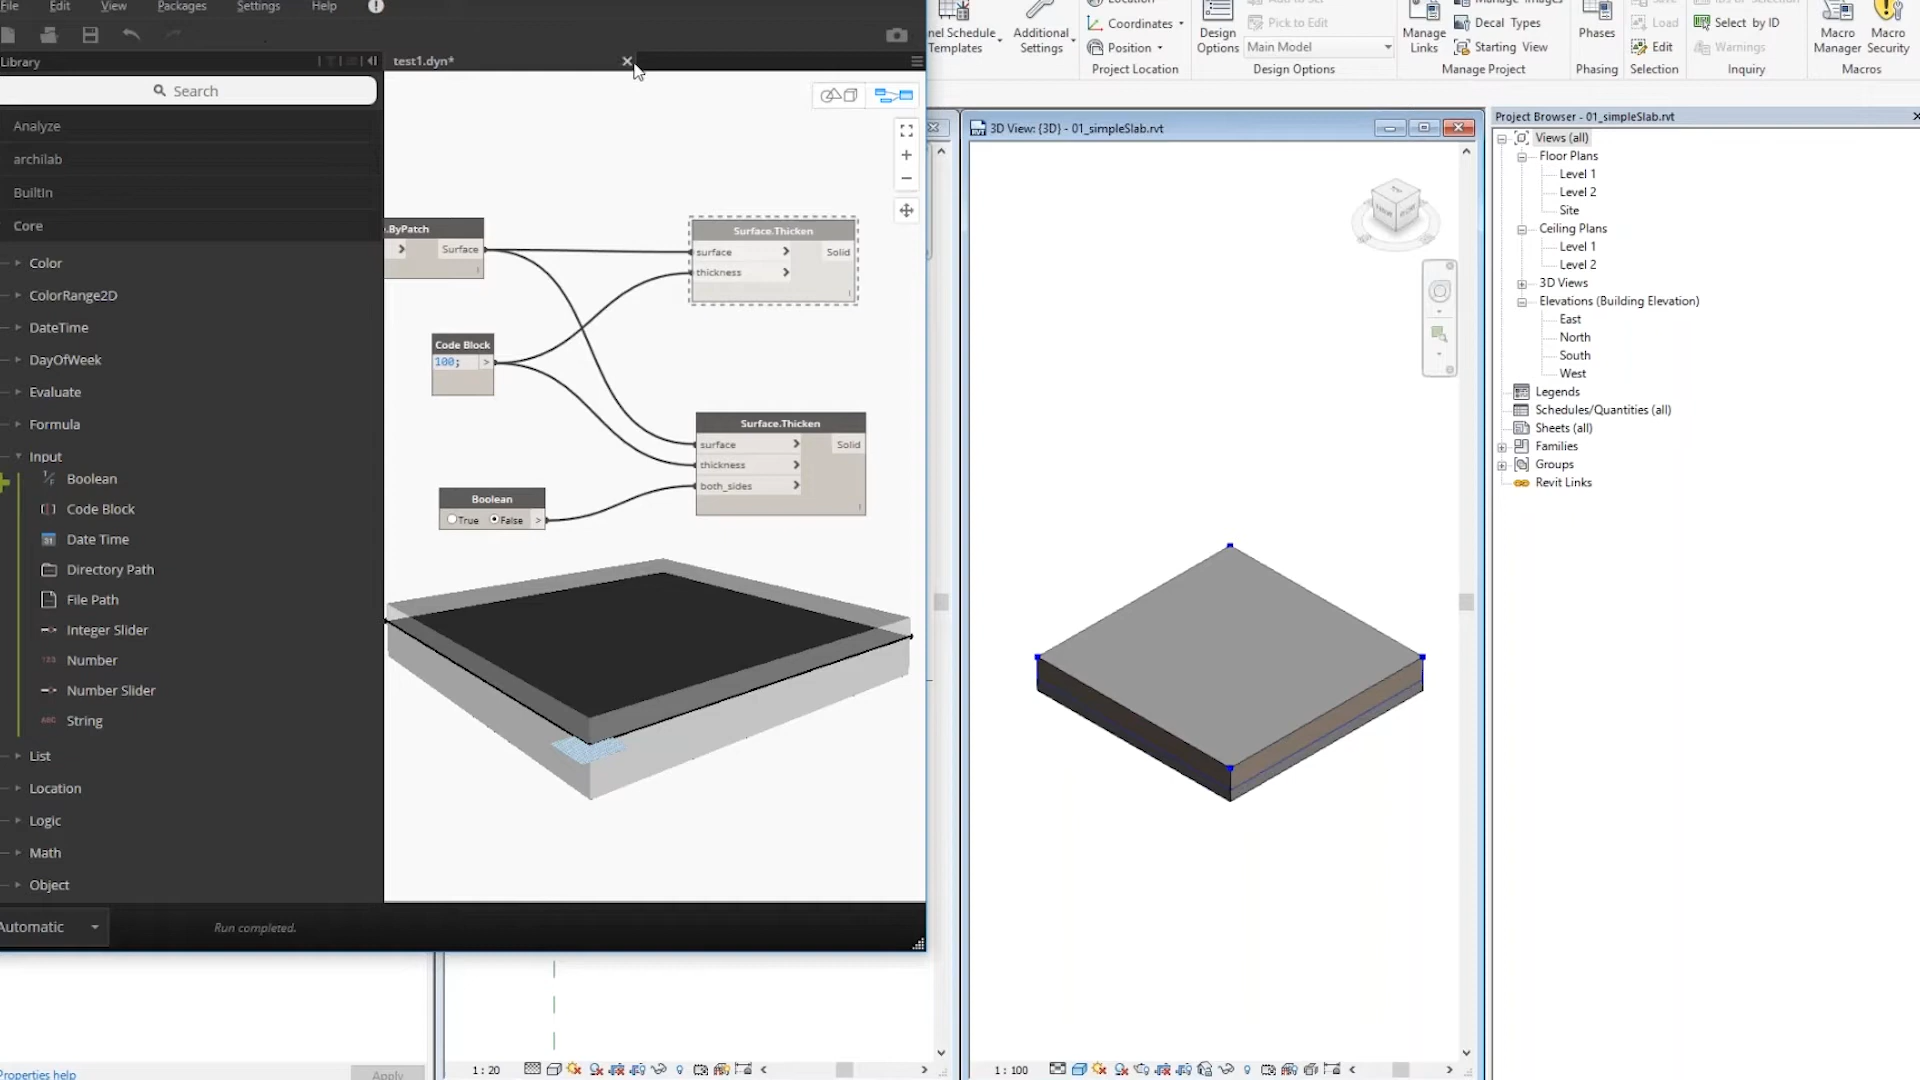 File Edit View Packages Settings Help
Library
test1.dyn*
Search
Analyze
archilab
BuiltIn
Core
Color
ColorRange2D
DateTime
DayOfWeek
Evaluate
Formula
Input
Boolean
Code Block
Date Time
Directory Path
File Path
Integer Slider
Number
Number Slider
String
List
Location
Logic
Math
Object
Automatic
Run completed.
.ByPatch
Surface
Code Block
100;
Boolean
True False
Surface.Thicken
surface Solid
thickness
Surface.Thicken
surface Solid
thickness
both_sides
Properties help
Apply
1 : 20
nel Schedule
Templates
Additional
Settings
Location
Coordinates
Position
Project Location
Design
Options
Add to Set
Pick to Edit
Main Model
Design Options
Manage
Links
Manage Images
Decal Types
Starting View
Manage Project
Phases
Phasing
Save
Load
Edit
Selection
Select by ID
Warnings
Inquiry
Macro
Manager
Macro
Security
Macros
3D View: {3D} - 01_simpleSlab.rvt
1 : 100
Project Browser - 01_simpleSlab.rvt
Views (all)
Floor Plans
Level 1
Level 2
Site
Ceiling Plans
Level 1
Level 2
3D Views
Elevations (Building Elevation)
East
North
South
West
Legends
Schedules/Quantities (all)
Sheets (all)
Families
Groups
Revit Links